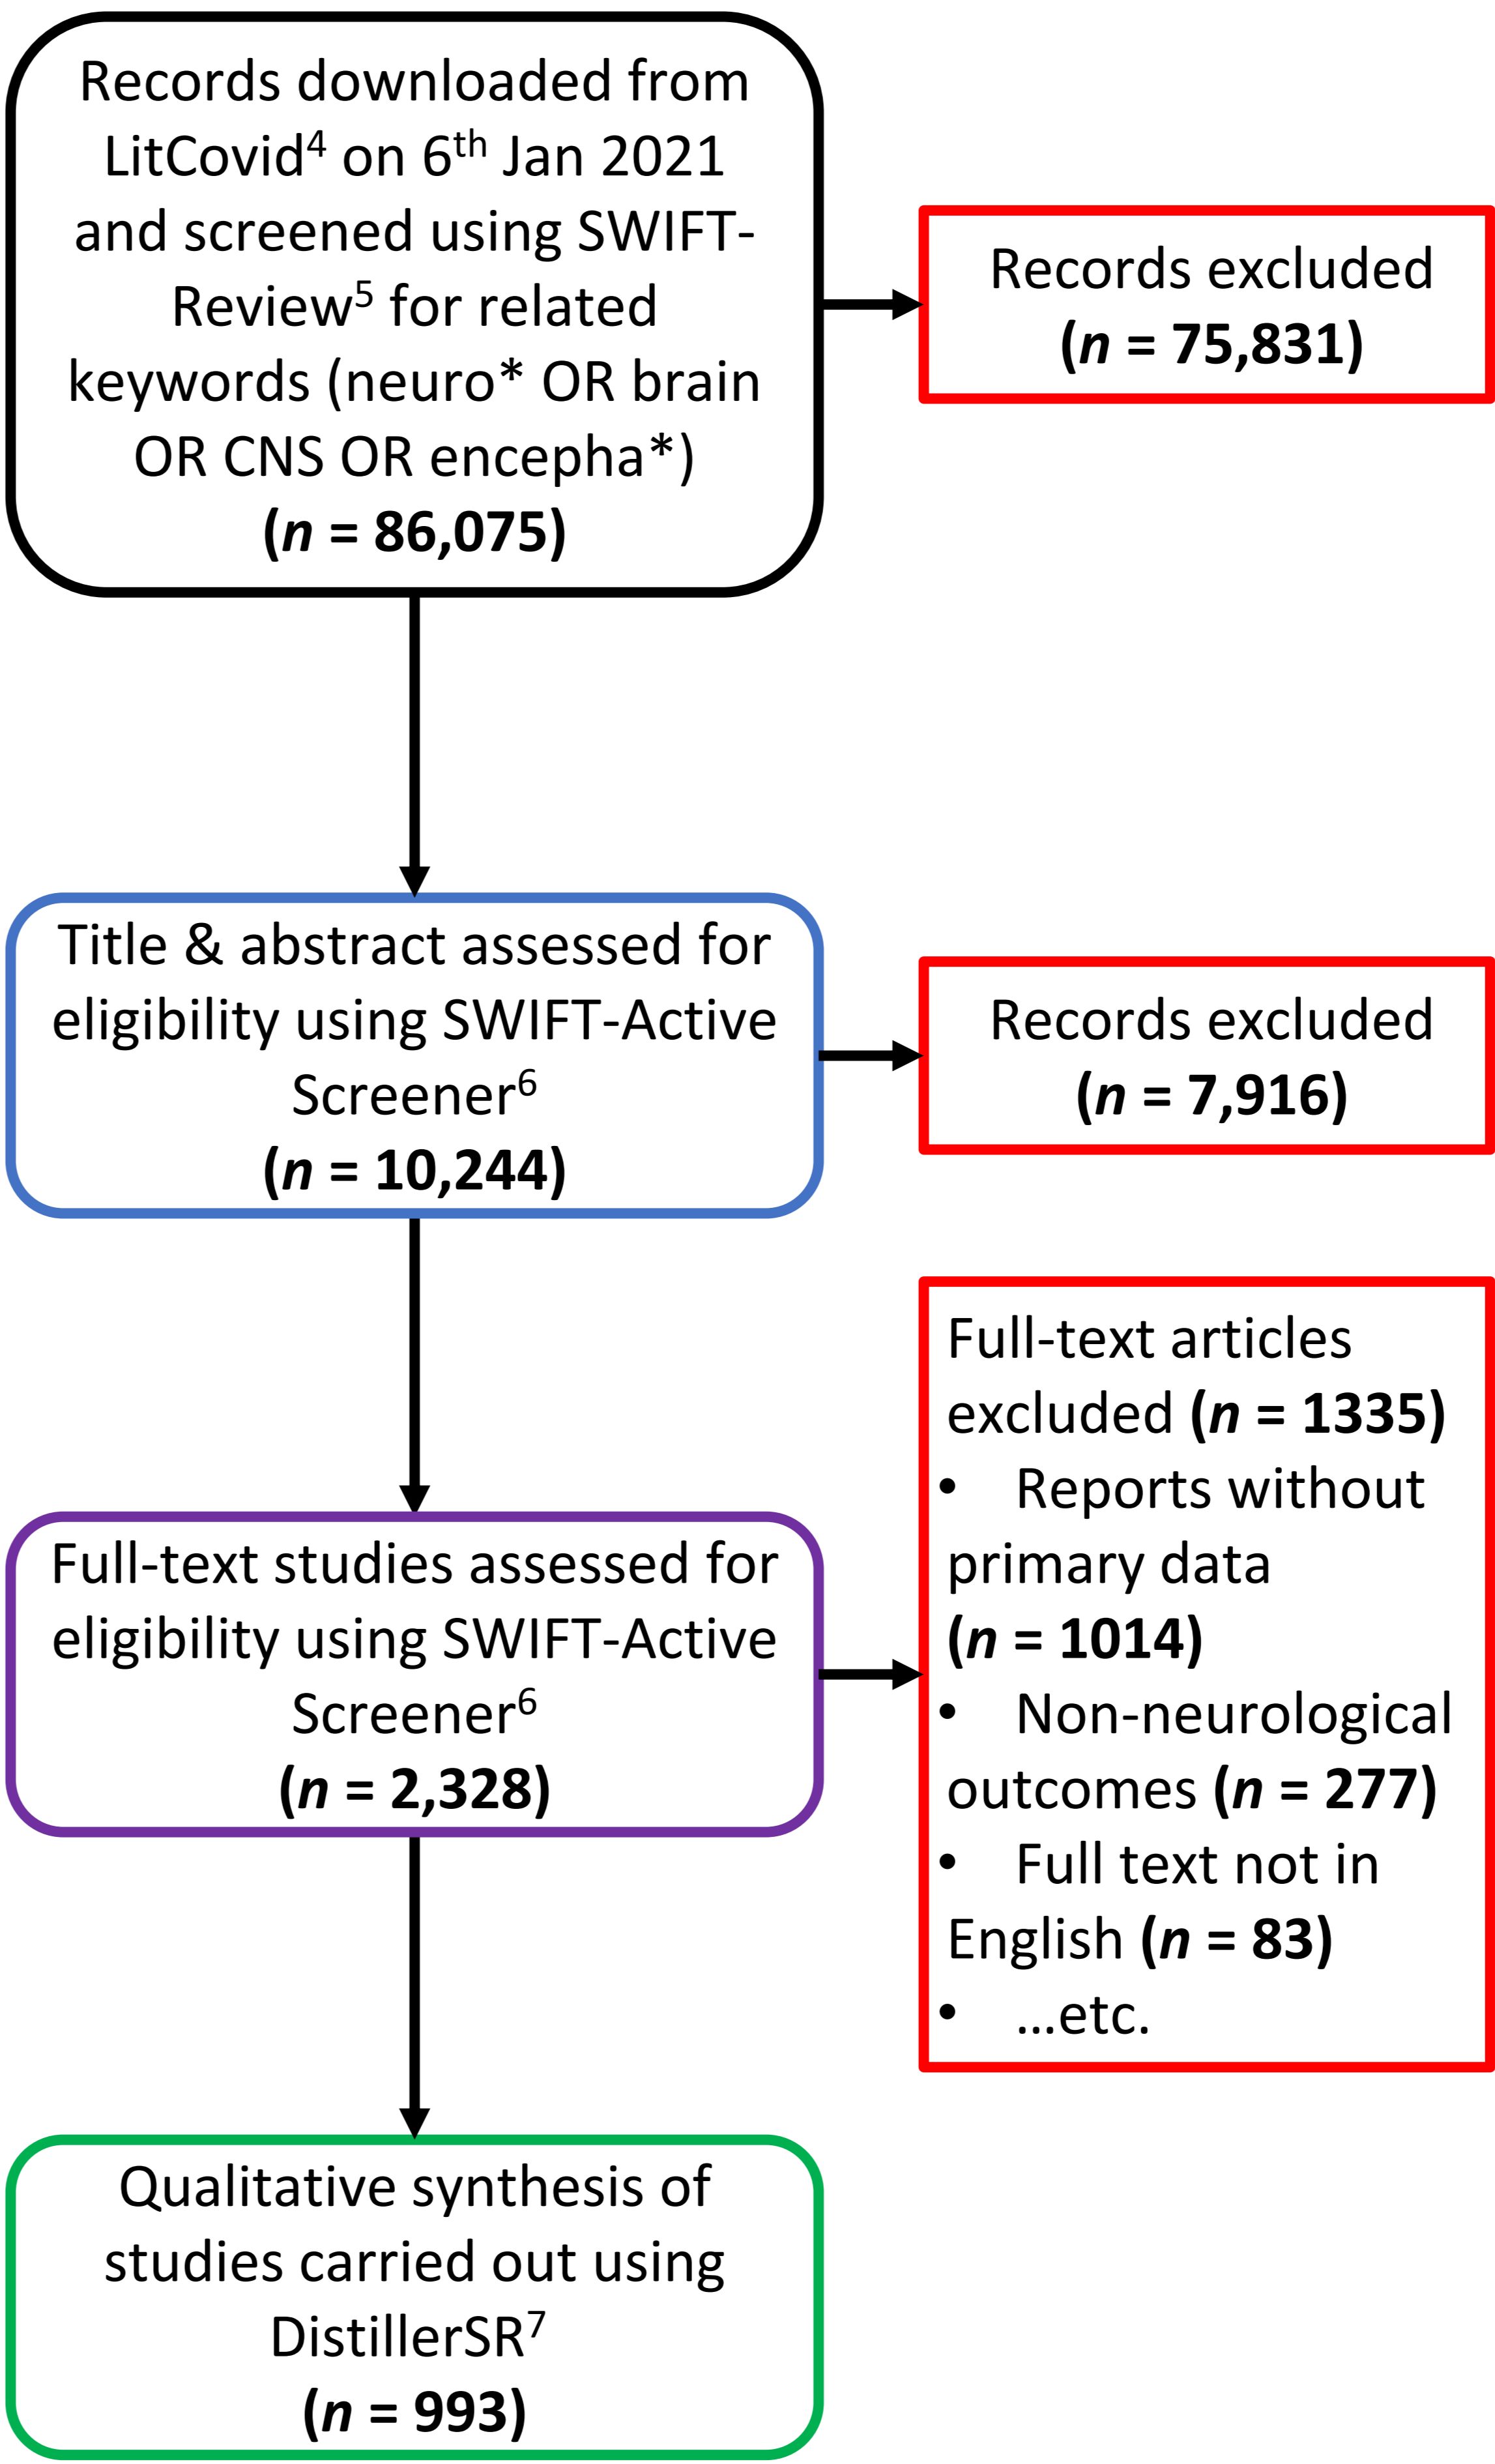 Records downloaded from
LitCovid⁴ on 6ᵗʰ Jan 2021
and screened using SWIFT-
Review⁵ for related
keywords (neuro* OR brain
OR CNS OR encepha*)
(n = 86,075)
Records excluded
(n = 75,831)
Title & abstract assessed for
eligibility using SWIFT-Active
Screener⁶
(n = 10,244)
Records excluded
(n = 7,916)
Full-text studies assessed for
eligibility using SWIFT-Active
Screener⁶
(n = 2,328)
Full-text articles
excluded (n = 1335)
• Reports without
primary data
(n = 1014)
• Non-neurological
outcomes (n = 277)
• Full text not in
English (n = 83)
• ...etc.
Qualitative synthesis of
studies carried out using
DistillerSR⁷
(n = 993)